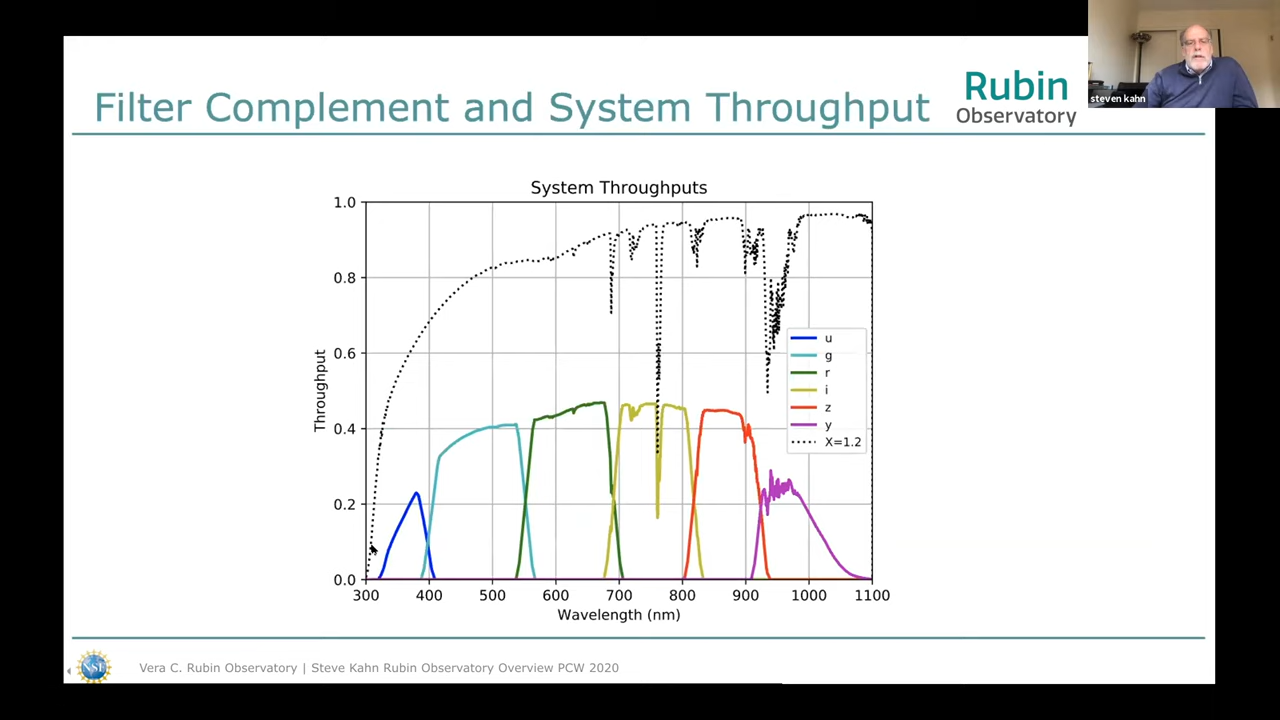 Filter Complement and System Throughput
Rubin
Observatory
steven kahn
System Throughputs
1.0
0.8
0.6
0.4
0.2
0.0
Throughput
u
g
r
i
z
y
X=1.2
300 400 500 600 700 800 900 1000 1100
Wavelength (nm)
NSF
Vera C. Rubin Observatory | Steve Kahn Rubin Observatory Overview PCW 2020